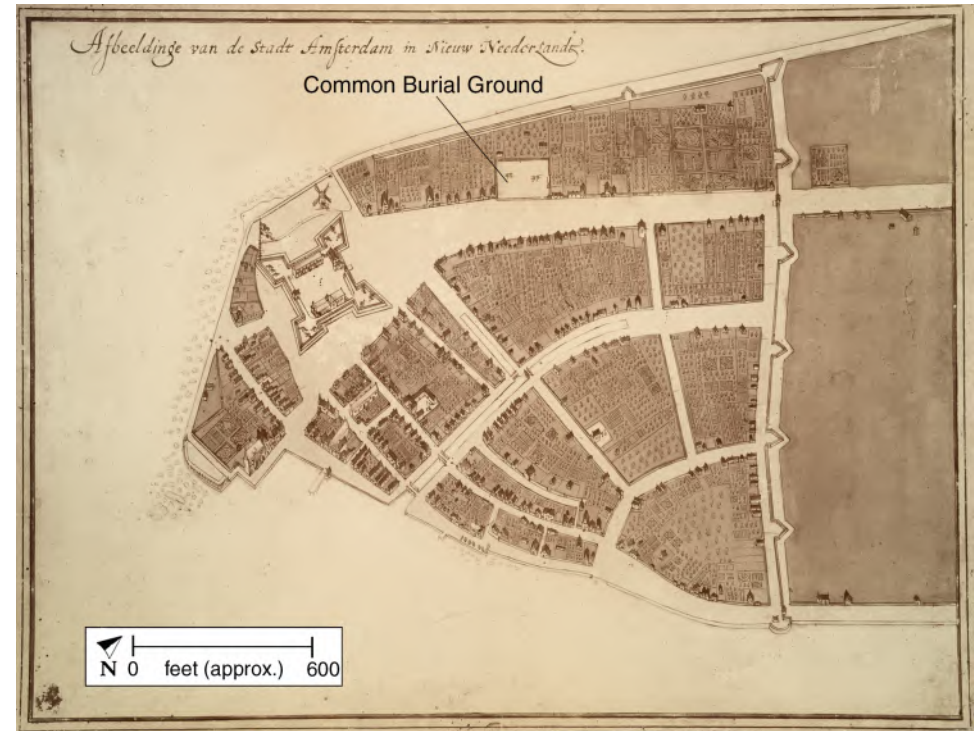 Afbeeldinge van de Stadt Amsterdam in Nieuw Neederlandt.
Common Burial Ground
N 0 feet (approx.) 600